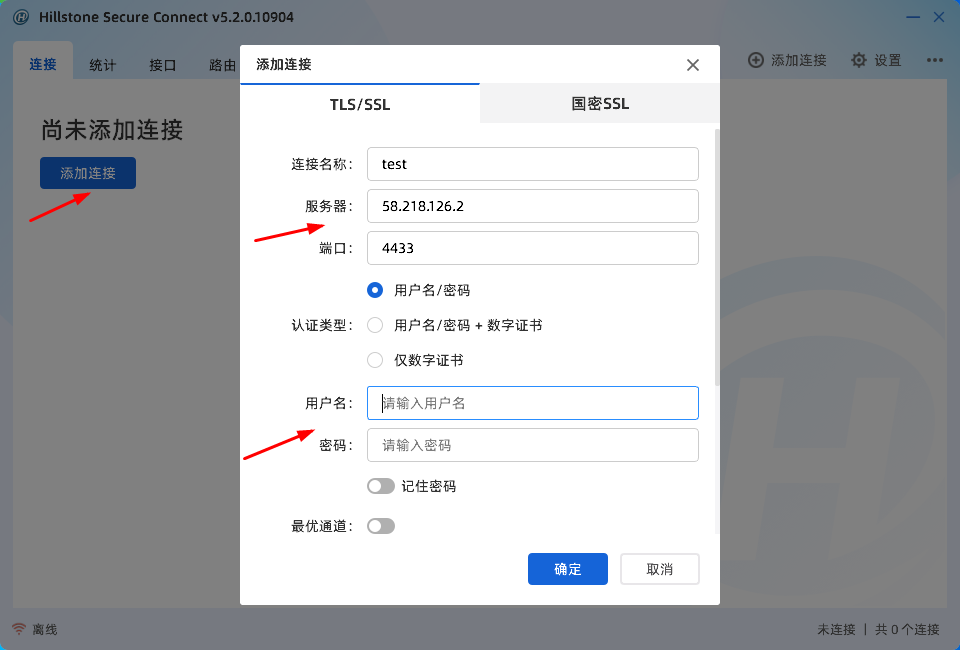 Hillstone Secure Connect v5.2.0.10904
连接 统计 接口 路由 添加连接 设置
尚未添加连接
添加连接
添加连接
TLS/SSL 国密SSL
连接名称: test
服务器: 58.218.126.2
端口: 4433
认证类型:
用户名/密码
用户名/密码 + 数字证书
仅数字证书
用户名: 请输入用户名
密码: 请输入密码
记住密码
最优通道:
确定 取消
离线 未连接 | 共 0 个连接